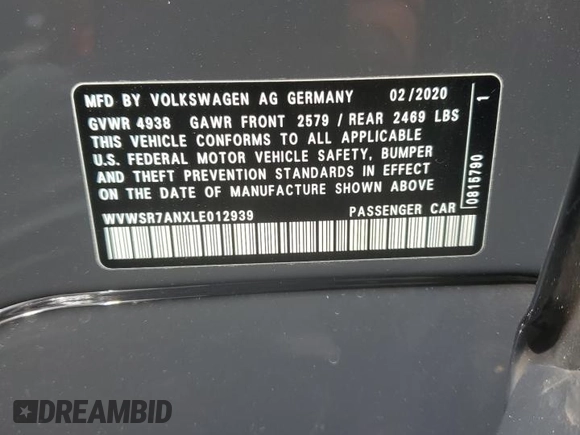 MFD BY VOLKSWAGEN AG GERMANY 02/2020
GVWR 4938 GAWR FRONT 2579 / REAR 2469 LBS
THIS VEHICLE CONFORMS TO ALL APPLICABLE
U.S. FEDERAL MOTOR VEHICLE SAFETY, BUMPER
AND THEFT PREVENTION STANDARDS IN EFFECT
ON THE DATE OF MANUFACTURE SHOWN ABOVE
WVWSR7ANXLE012939 PASSENGER CAR
0815790 1
DREAMBID